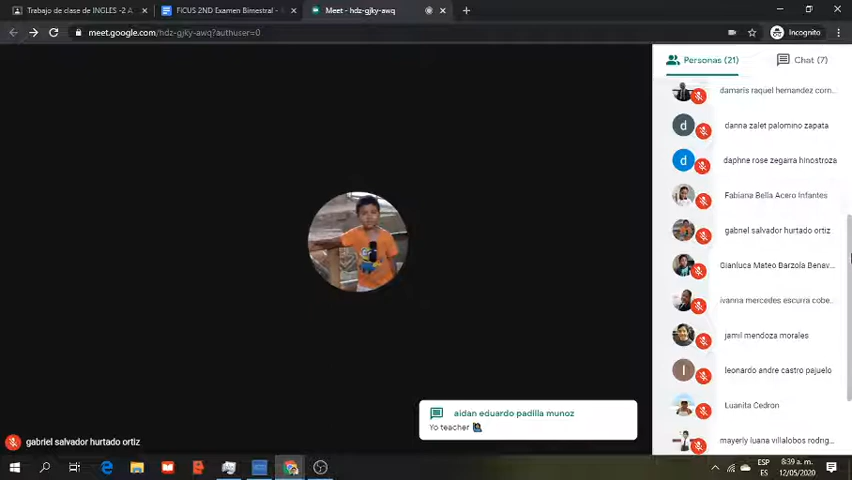 Trabajo de clase de INGLES -2 A
FICUS 2ND Examen Bimestral -
Meet - hdz-gjky-awq
meet.google.com/hdz-gjky-awq?authuser=0
Incognito
Personas (21)
Chat (7)
damaris raquel hernandez corn...
danna zalet palomino zapata
daphne rose zegarra hinostroza
Fabiana Bella Acero Infantes
gabriel salvador hurtado ortiz
Gianluca Mateo Barzola Benav...
ivanna mercedes escurra cobe...
jamil mendoza morales
leonardo andre castro pajuelo
Luanita Cedron
mayerly luana villalobos rodrig...
aidan eduardo padilla munoz
Yo teacher
gabriel salvador hurtado ortiz
ESP
ES
8:39 a. m.
12/05/2020